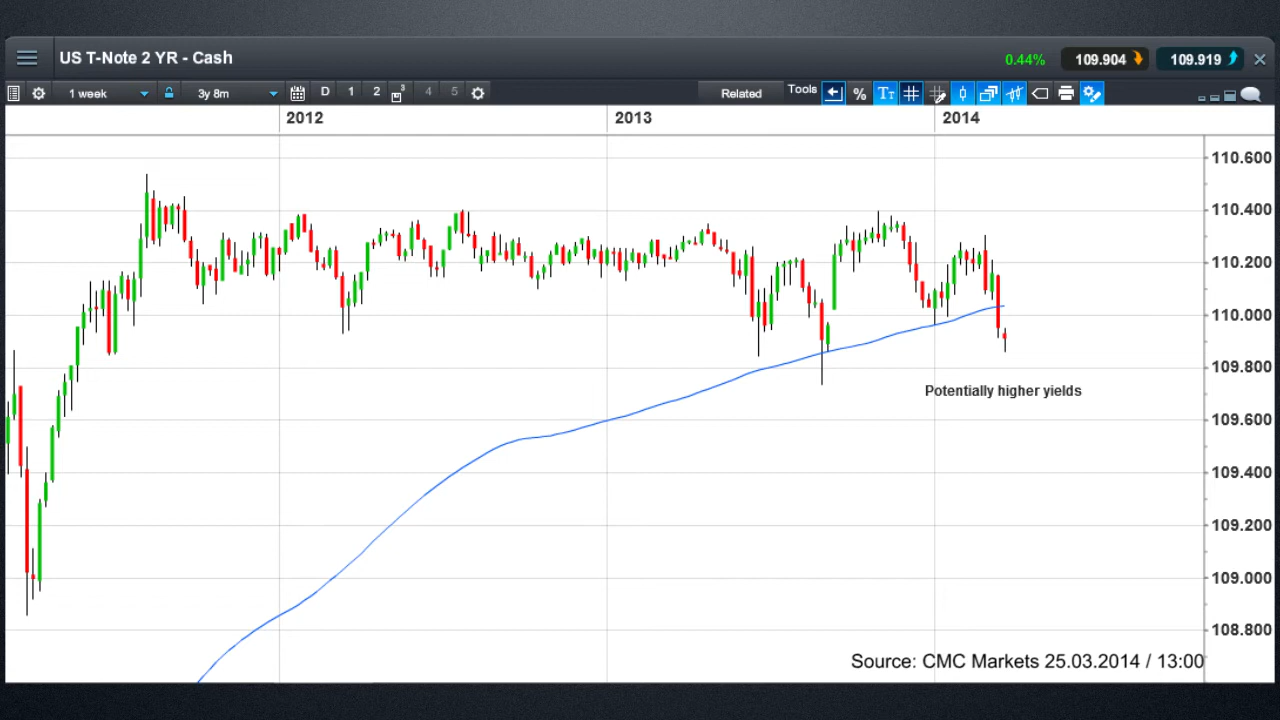 US T-Note 2 YR - Cash
0.44%
109.904
109.919
1 week
3y 8m
D 1 2 3 4 5
Related
Tools
%
Tт
2012 2013 2014
110.600
110.400
110.200
110.000
109.800
Potentially higher yields
109.600
109.400
109.200
109.000
108.800
Source: CMC Markets 25.03.2014 / 13:00